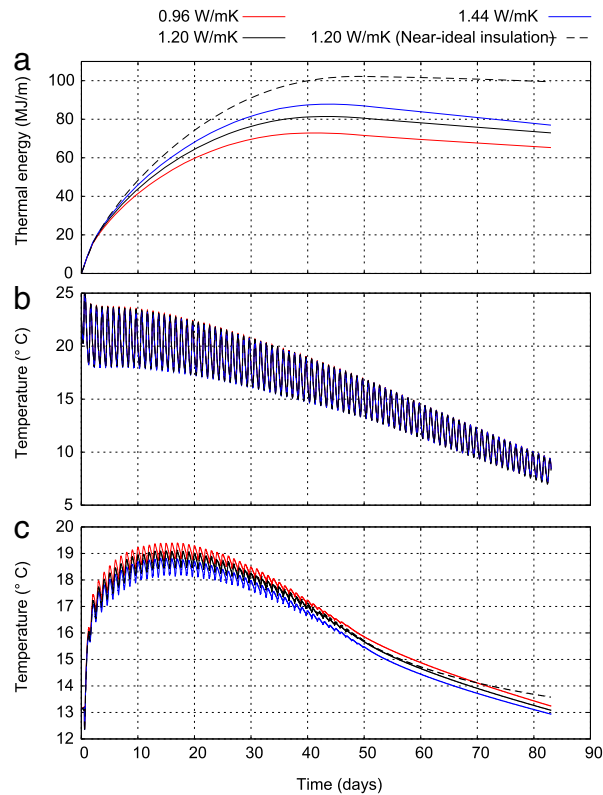 0.96 W/mK 1.44 W/mK
1.20 W/mK 1.20 W/mK (Near-ideal insulation)
a
Thermal energy (MJ/m)
100
80
60
40
20
0
b
Temperature (° C)
25
20
15
10
5
c
Temperature (° C)
20
19
18
17
16
15
14
13
12
0 10 20 30 40 50 60 70 80 90
Time (days)